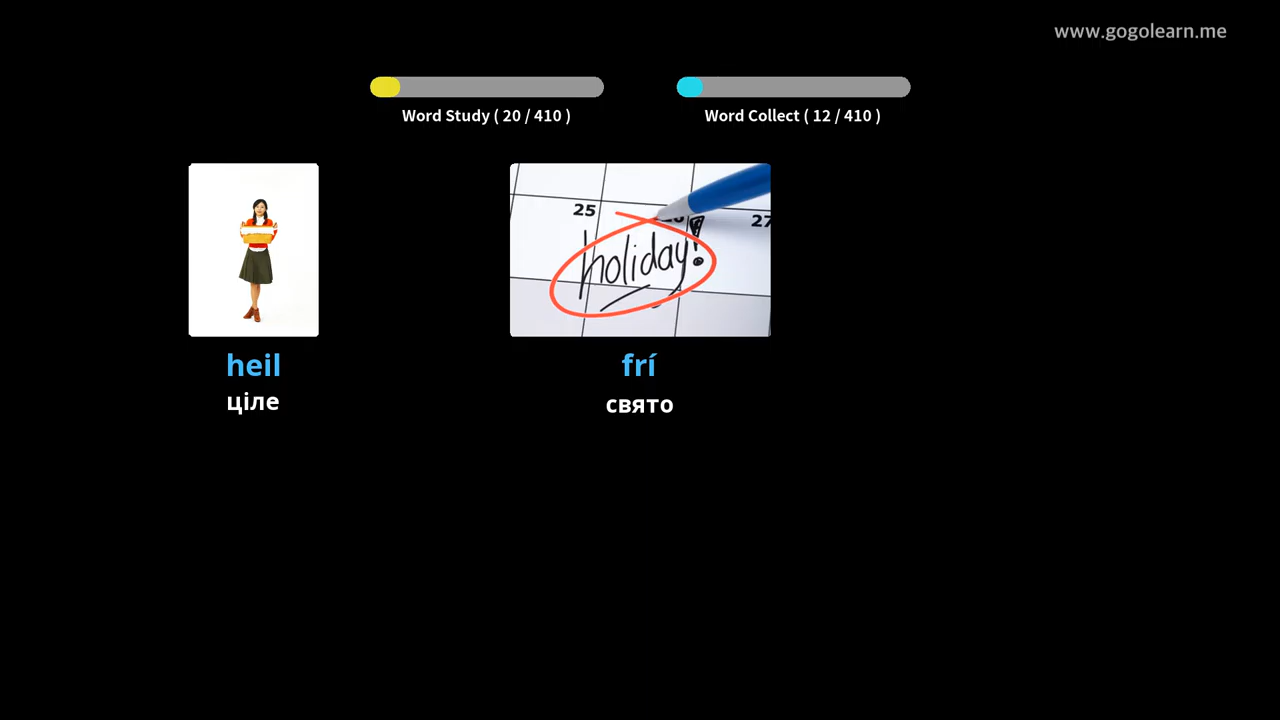 www.gogolearn.me
Word Study ( 20 / 410 )
Word Collect ( 12 / 410 )
25
27
holiday!
heil
frí
ціле
свято